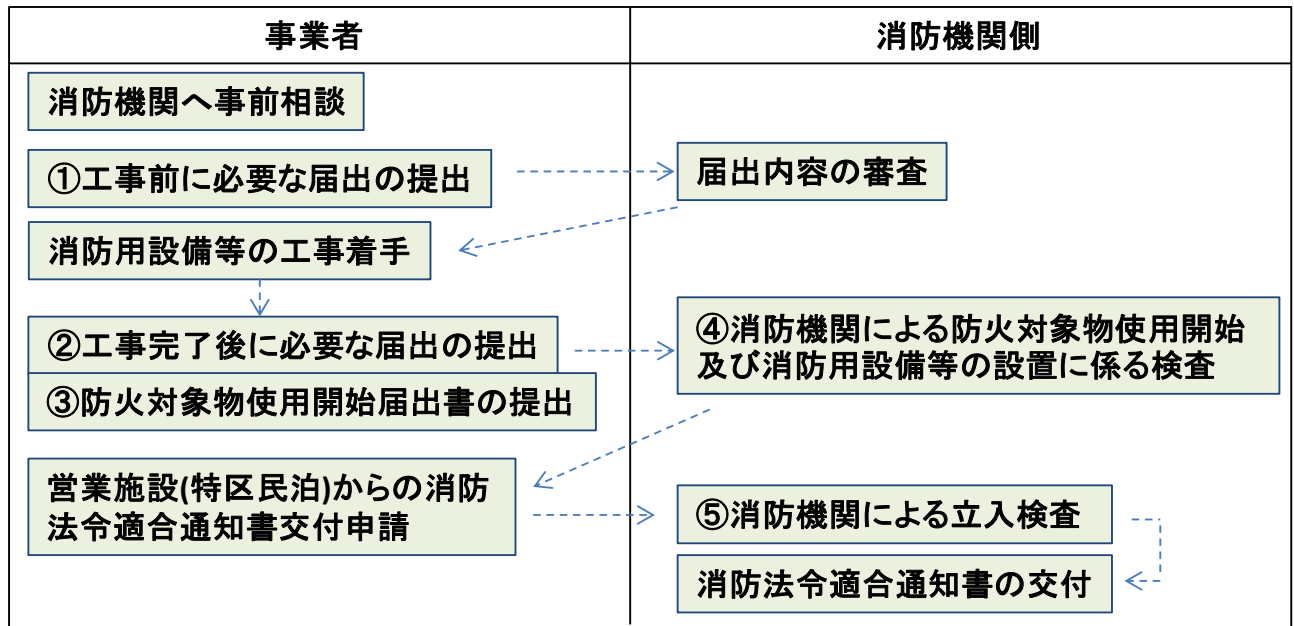 事業者
消防機関側
消防機関へ事前相談
①工事前に必要な届出の提出
届出内容の審査
消防用設備等の工事着手
②工事完了後に必要な届出の提出
③防火対象物使用開始届出書の提出
④消防機関による防火対象物使用開始
及び消防用設備等の設置に係る検査
営業施設(特区民泊)からの消防
法令適合通知書交付申請
⑤消防機関による立入検査
消防法令適合通知書の交付